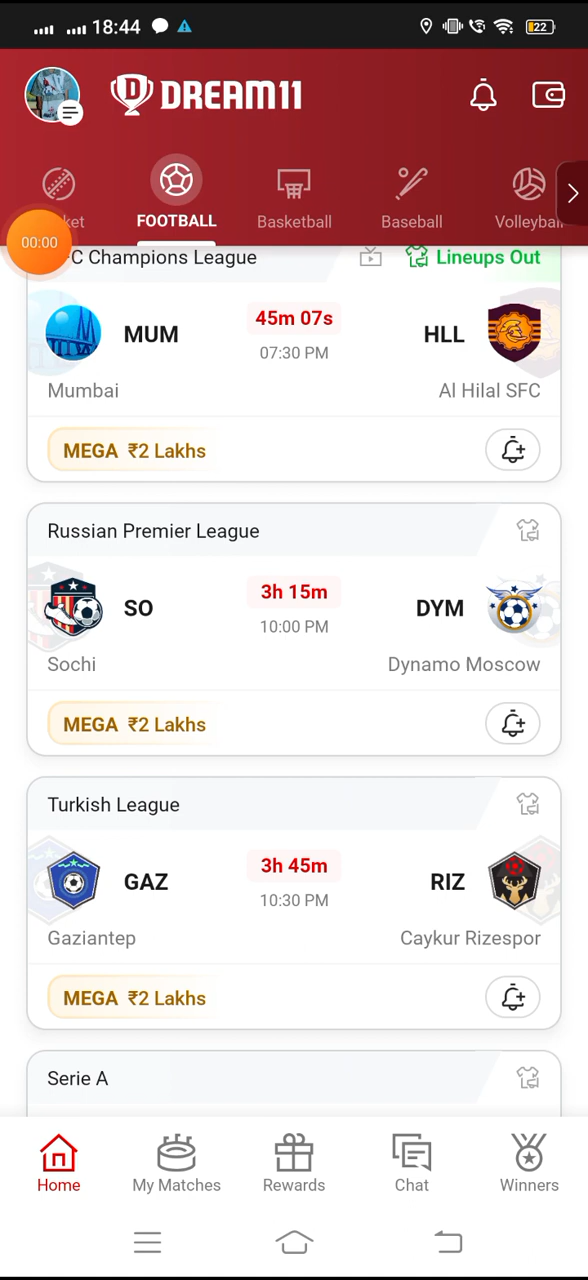 18:44
22
DREAM11
ket
FOOTBALL
Basketball
Baseball
Volleyball
00:00
C Champions League
Lineups Out
MUM
45m 07s
HLL
07:30 PM
Mumbai
Al Hilal SFC
MEGA ₹2 Lakhs
Russian Premier League
SO
3h 15m
DYM
10:00 PM
Sochi
Dynamo Moscow
MEGA ₹2 Lakhs
Turkish League
GAZ
3h 45m
RIZ
10:30 PM
Gaziantep
Caykur Rizespor
MEGA ₹2 Lakhs
Serie A
Home
My Matches
Rewards
Chat
Winners